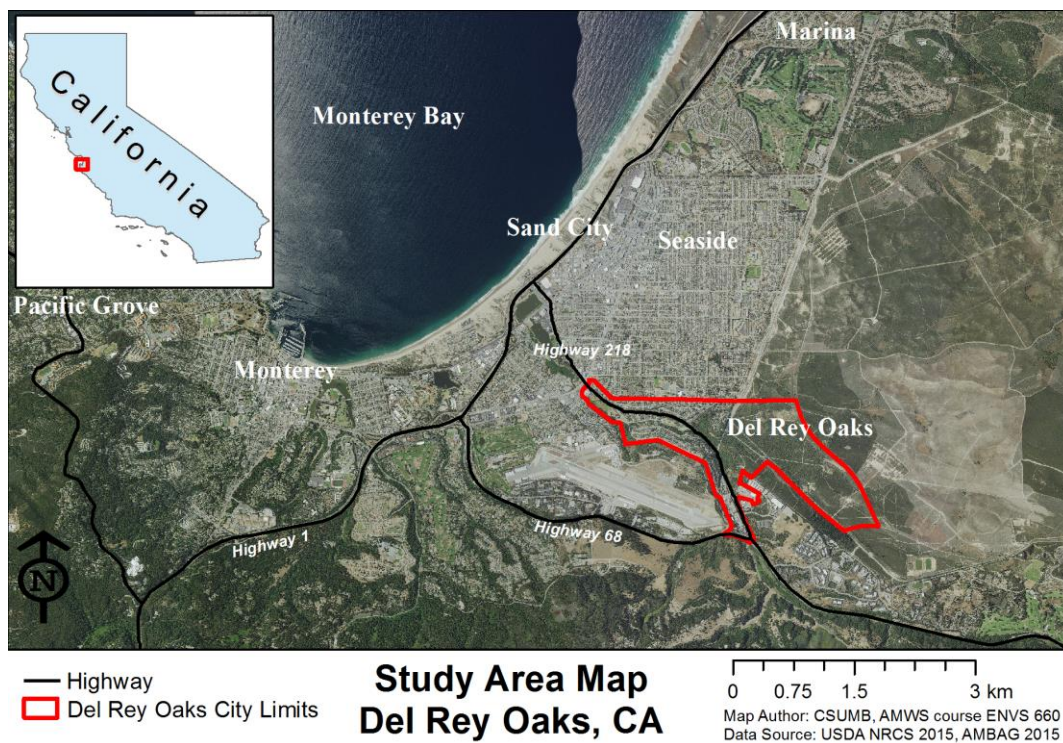 California
Marina
Monterey Bay
Sand City
Seaside
Pacific Grove
Monterey
Highway 218
Del Rey Oaks
Highway 1
Highway 68
N
Highway
Del Rey Oaks City Limits
Study Area Map
Del Rey Oaks, CA
0 0.75 1.5 3 km
Map Author: CSUMB, AMWS course ENVS 660
Data Source: USDA NRCS 2015, AMBAG 2019